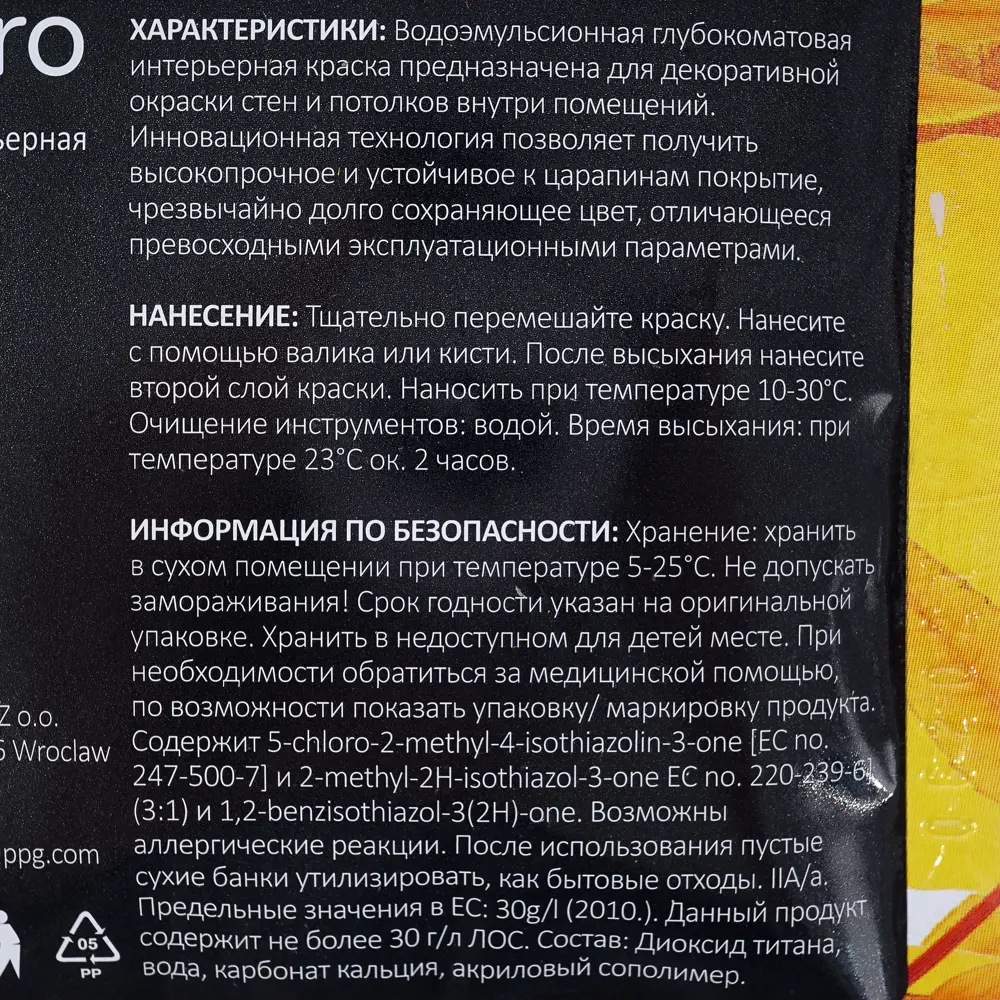 ro
ьерная
ХАРАКТЕРИСТИКИ: Водоэмульсионная глубокоматовая
интерьерная краска предназначена для декоративной
окраски стен и потолков внутри помещений.
Инновационная технология позволяет получить
высокопрочное и устойчивое к царапинам покрытие,
чрезвычайно долго сохраняющее цвет, отличающееся
превосходными эксплуатационными параметрами.
НАНЕСЕНИЕ: Тщательно перемешайте краску. Нанесите
с помощью валика или кисти. После высыхания нанесите
второй слой краски. Наносить при температуре 10-30°C.
Очищение инструментов: водой. Время высыхания: при
температуре 23°C ок. 2 часов.
ИНФОРМАЦИЯ ПО БЕЗОПАСНОСТИ: Хранение: хранить
в сухом помещении при температуре 5-25°C. Не допускать
замораживания! Срок годности указан на оригинальной
упаковке. Хранить в недоступном для детей месте. При
необходимости обратиться за медицинской помощью,
по возможности показать упаковку/ маркировку продукта.
Содержит 5-chloro-2-methyl-4-isothiazolin-3-one [EC no.
247-500-7] и 2-methyl-2H-isothiazol-3-one EC no. 220-239-6]
(3:1) и 1,2-benzisothiazol-3(2H)-one. Возможны
аллергические реакции. После использования пустые
сухие банки утилизировать, как бытовые отходы. IIA/a.
Предельные значения в ЕС: 30g/l (2010.). Данный продукт
содержит не более 30 г/л ЛОС. Состав: Диоксид титана,
вода, карбонат кальция, акриловый сополимер.
Z o.o.
6 Wroclaw
ppg.com
05
PP